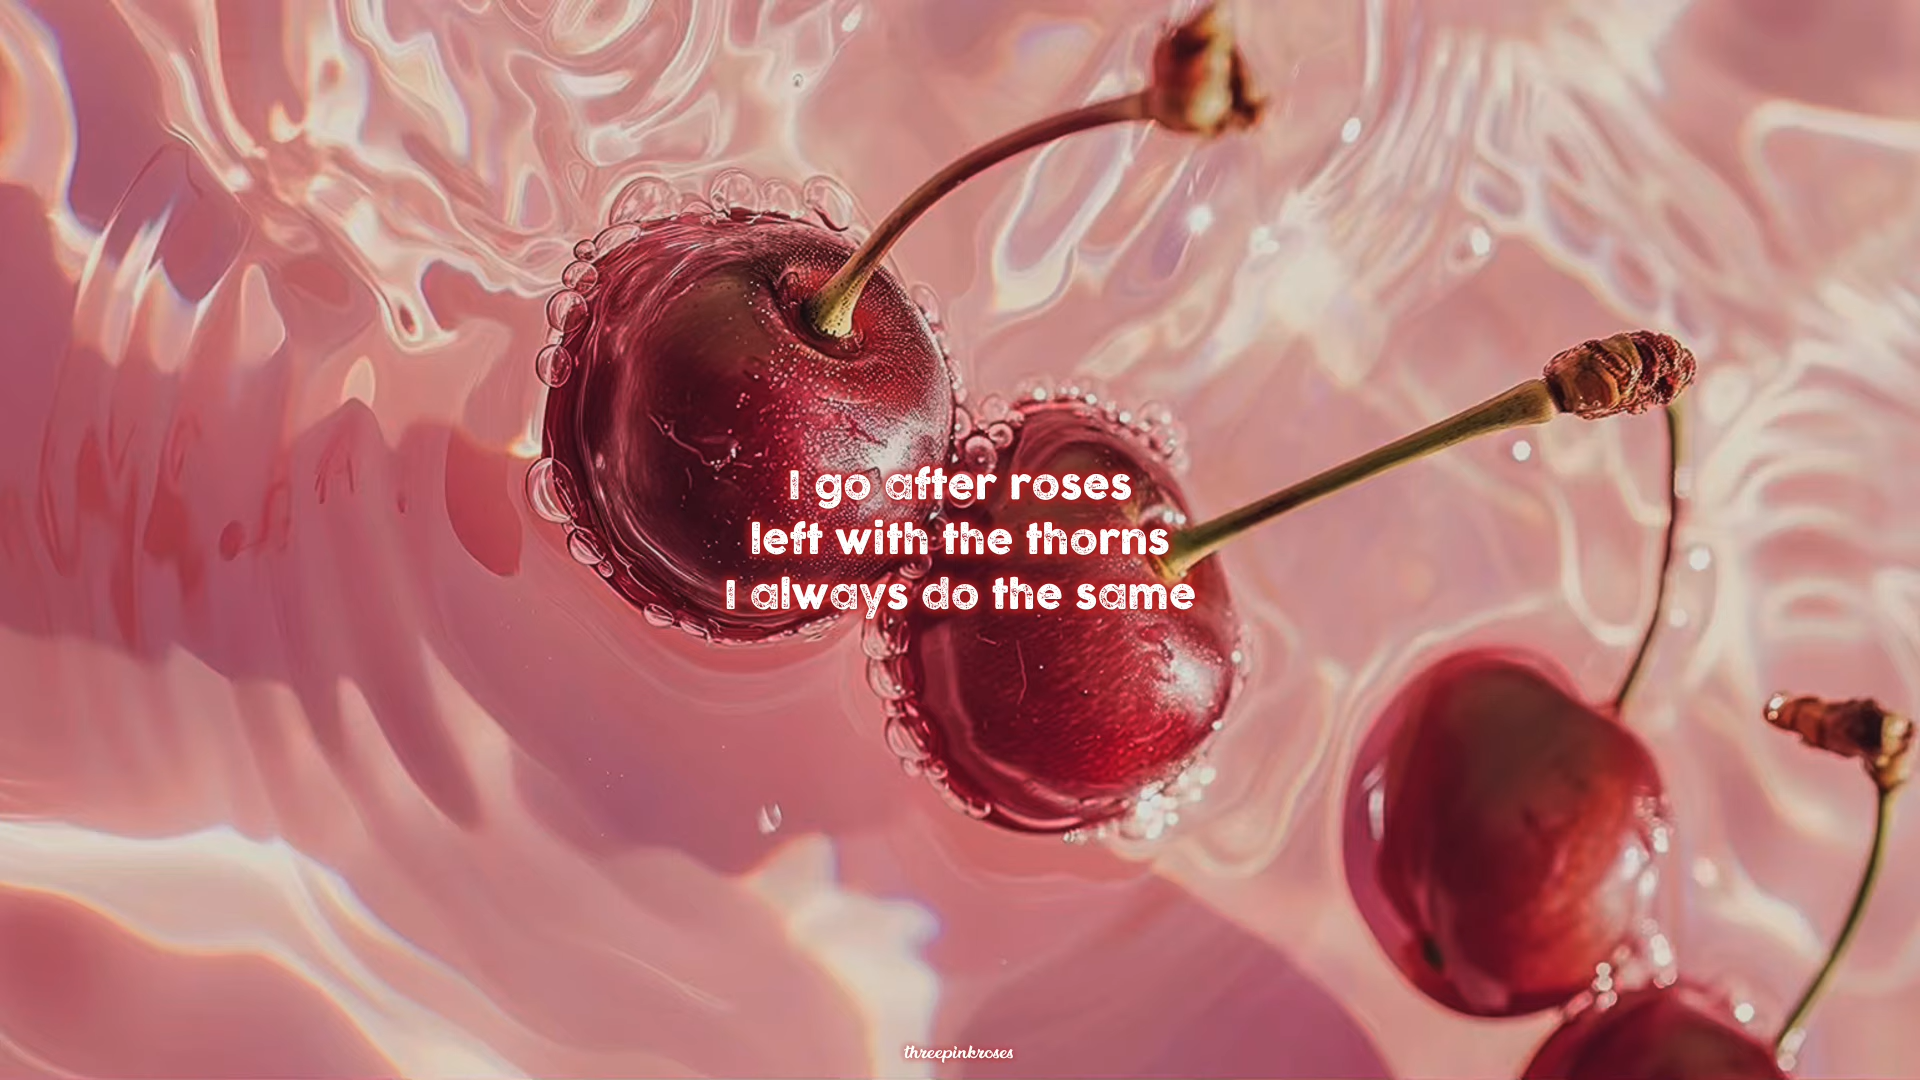 I go after roses
left with the thorns
I always do the same
threepinkroses